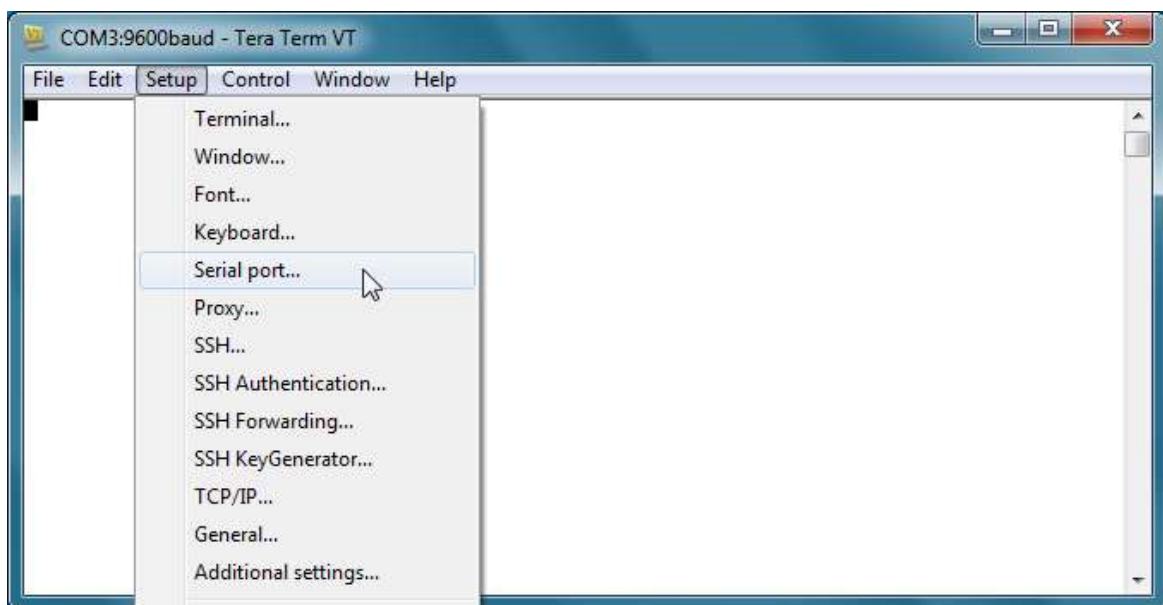 COM3:9600baud - Tera Term VT
File Edit Setup Control Window Help
Terminal...
Window...
Font...
Keyboard...
Serial port...
Proxy...
SSH...
SSH Authentication...
SSH Forwarding...
SSH KeyGenerator...
TCP/IP...
General...
Additional settings...